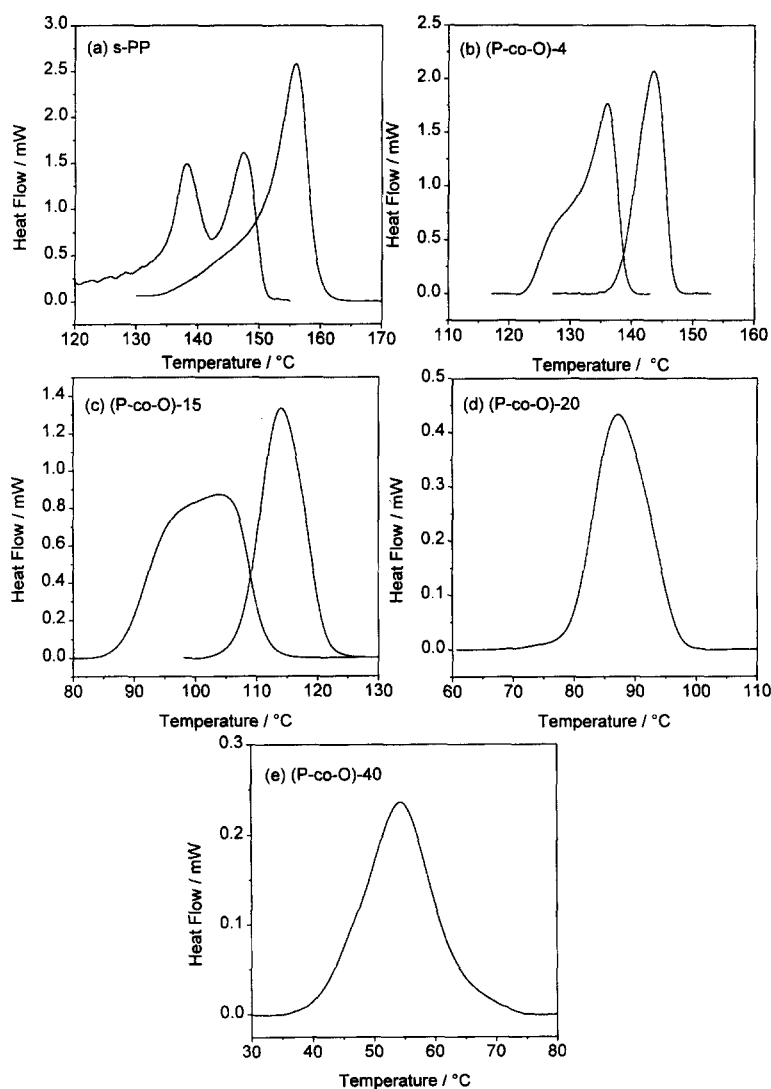 (a) s-PP
Heat Flow / mW
3.0
2.5
2.0
1.5
1.0
0.5
0.0
120 130 140 150 160 170
Temperature / °C
(b) (P-co-O)-4
Heat Flow / mW
2.5
2.0
1.5
1.0
0.5
0.0
110 120 130 140 150 160
Temperature / °C
(c) (P-co-O)-15
Heat Flow / mW
1.4
1.2
1.0
0.8
0.6
0.4
0.2
0.0
80 90 100 110 120 130
Temperature / °C
(d) (P-co-O)-20
Heat Flow / mW
0.5
0.4
0.3
0.2
0.1
0.0
60 70 80 90 100 110
Temperature / °C
(e) (P-co-O)-40
Heat Flow / mW
0.3
0.2
0.1
0.0
30 40 50 60 70 80
Temperature / °C